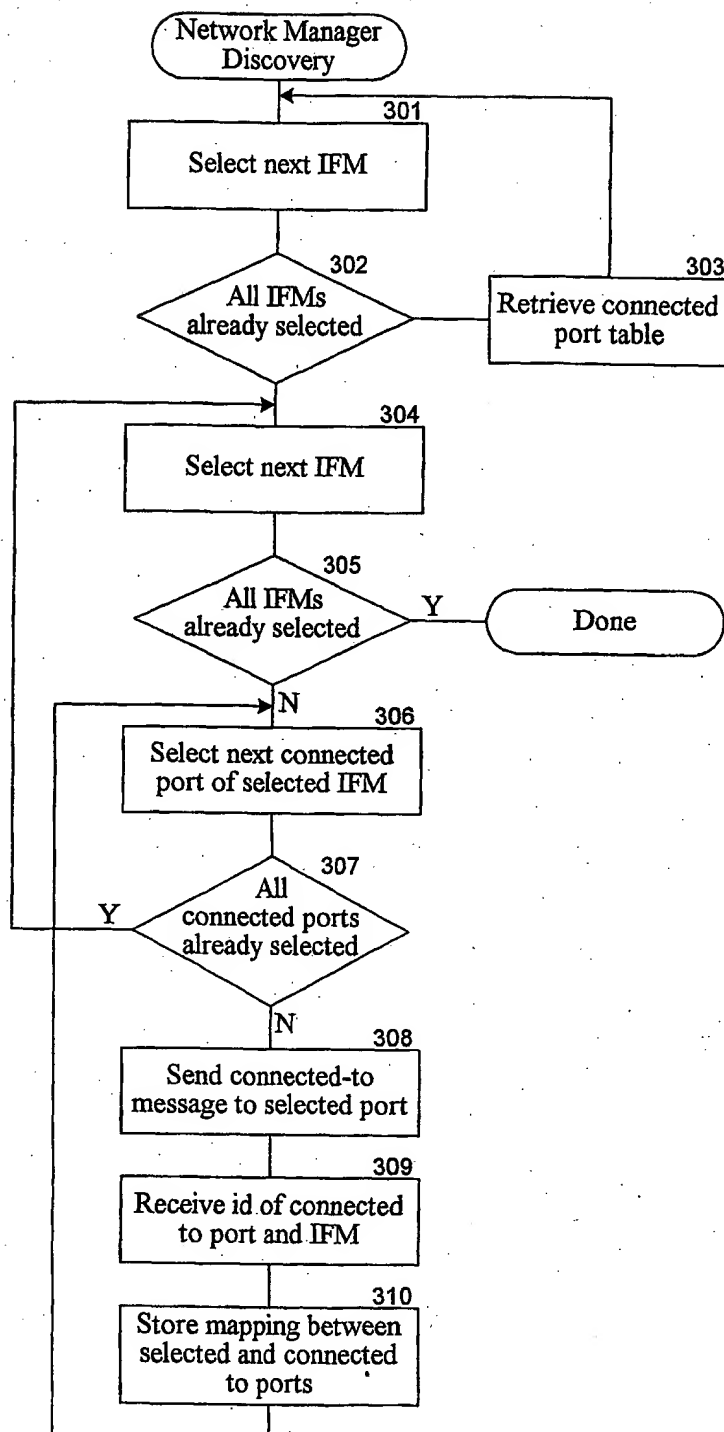 Network Manager
Discovery
301
Select next IFM
302
All IFMs
already selected
303
Retrieve connected
port table
304
Select next IFM
305
All IFMs
already selected
Y
Done
N
306
Select next connected
port of selected IFM
307
All
connected ports
already selected
Y
N
308
Send connected-to
message to selected port
309
Receive id of connected
to port and IFM
310
Store mapping between
selected and connected
to ports